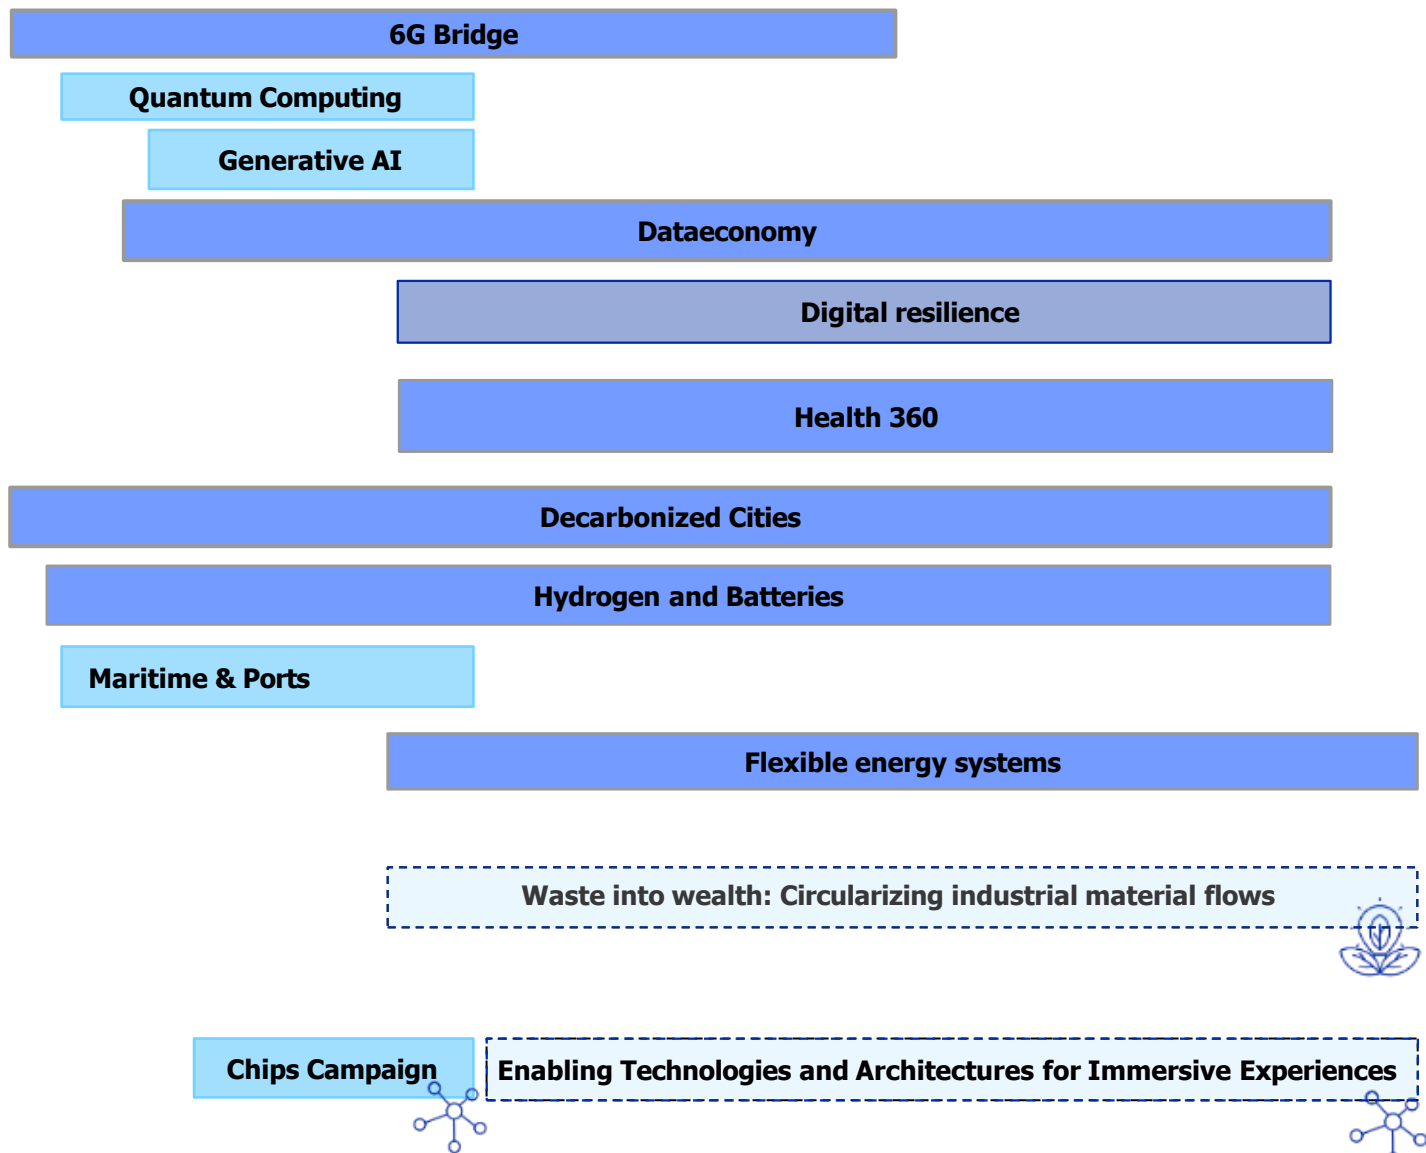 6G Bridge
Quantum Computing
Generative AI
Dataeconomy
Digital resilience
Health 360
Decarbonized Cities
Hydrogen and Batteries
Maritime & Ports
Flexible energy systems
Waste into wealth: Circularizing industrial material flows
Chips Campaign
Enabling Technologies and Architectures for Immersive Experiences